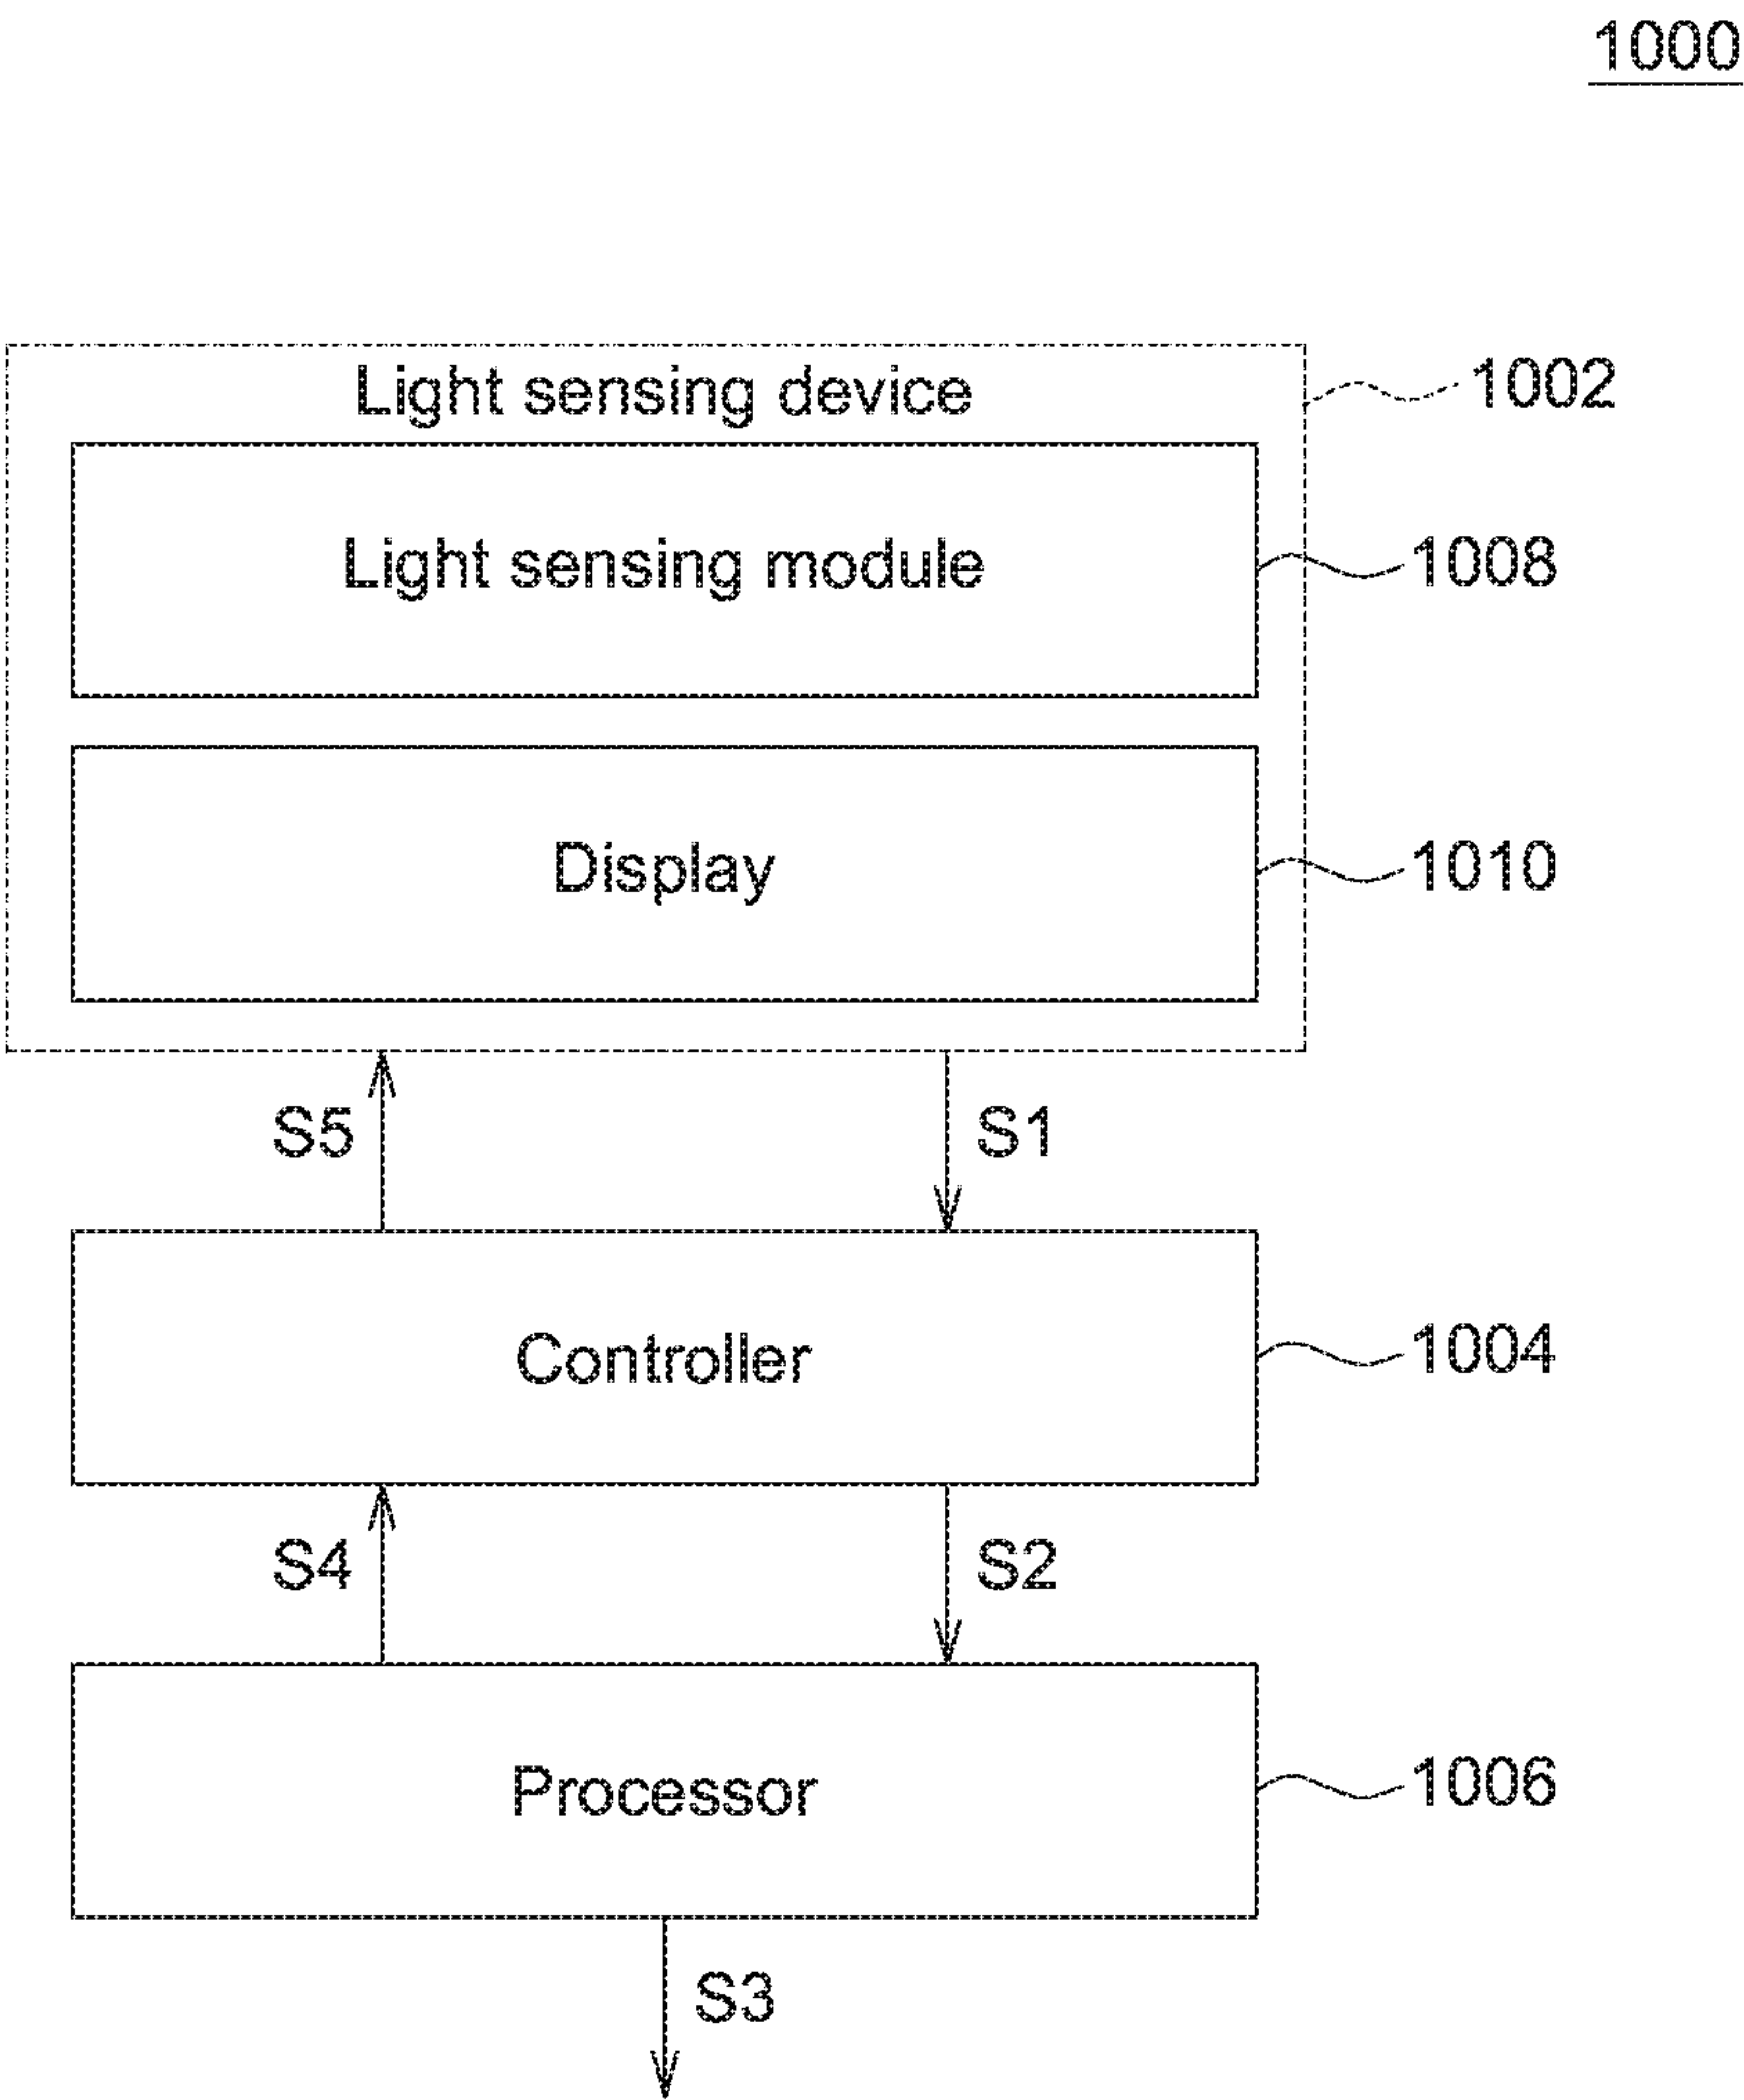 1000
Light sensing device
1002
Light sensing module
1008
Display
1010
S5
S1
Controller
1004
S4
S2
Processor
1006
S3